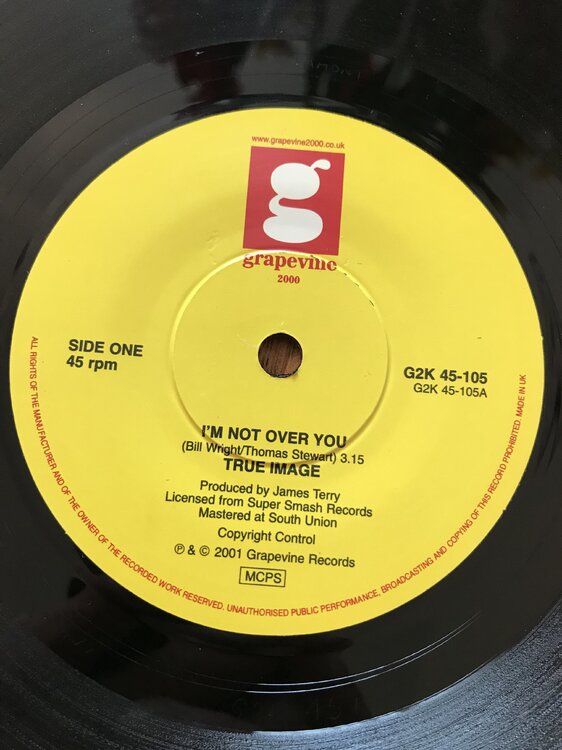 www.grapevine2000.co.uk
g
grapevine
2000
SIDE ONE
45 rpm
G2K 45-105
G2K 45-105A
I'M NOT OVER YOU
(Bill Wright/Thomas Stewart) 3.15
TRUE IMAGE
Produced by James Terry
Licensed from Super Smash Records
Mastered at South Union
Copyright Control
℗ & © 2001 Grapevine Records
MCPS
ALL RIGHTS OF THE MANUFACTURER AND OF THE OWNER OF THE RECORDED WORK RESERVED. UNAUTHORISED PUBLIC PERFORMANCE, BROADCASTING AND COPYING OF THIS RECORD PROHIBITED. MADE IN UK